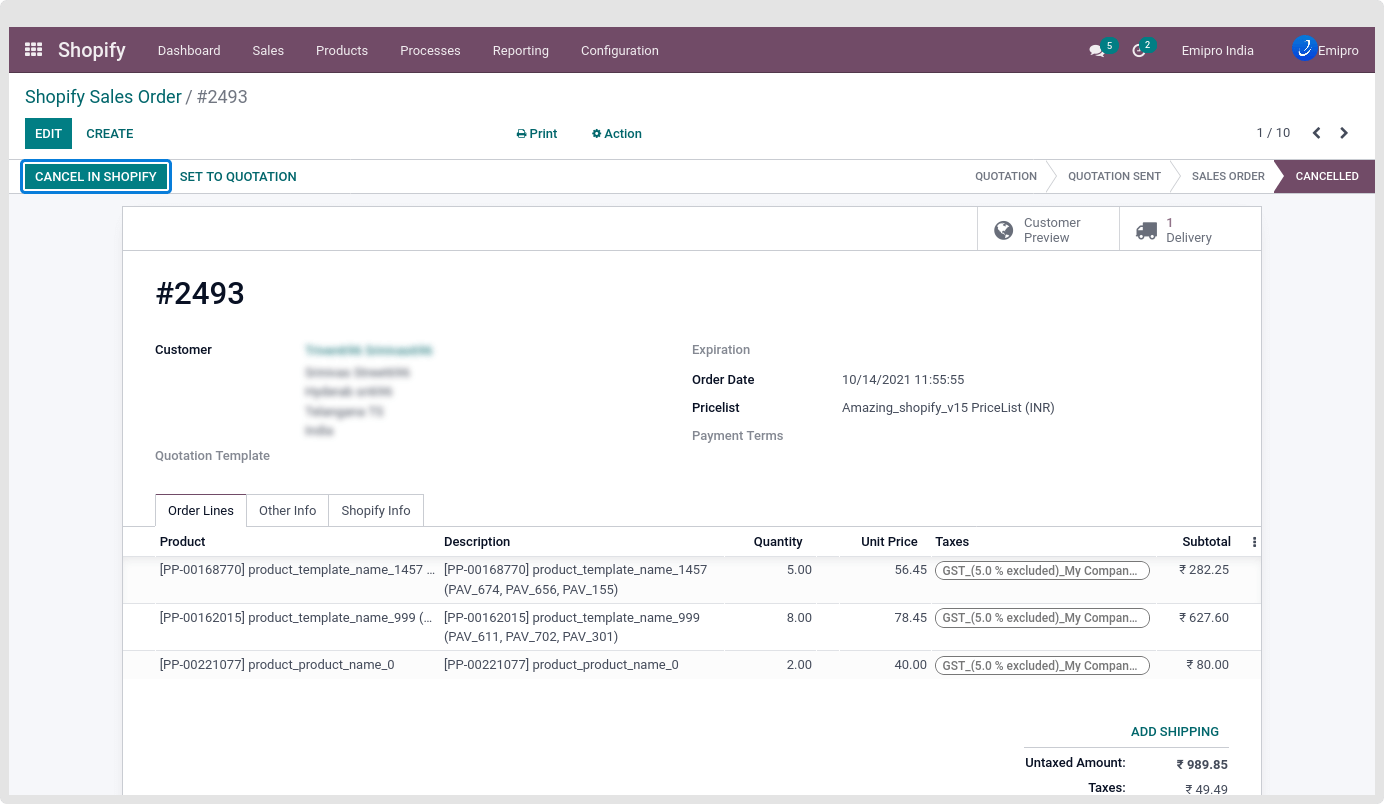 Shopify Dashboard Sales Products Processes Reporting Configuration 5 2 Emipro India Emipro
Shopify Sales Order / #2493
EDIT CREATE Print Action 1 / 10
CANCEL IN SHOPIFY SET TO QUOTATION QUOTATION QUOTATION SENT SALES ORDER CANCELLED
Customer
Preview
1
Delivery
#2493
Customer
Quotation Template
Expiration
Order Date 10/14/2021 11:55:55
Pricelist Amazing_shopify_v15 PriceList (INR)
Payment Terms
Order Lines Other Info Shopify Info
Product Description Quantity Unit Price Taxes Subtotal
[PP-00168770] product_template_name_1457 ... [PP-00168770] product_template_name_1457 5.00 56.45 GST_(5.0 % excluded)_My Compan... ₹ 282.25
(PAV_674, PAV_656, PAV_155)
[PP-00162015] product_template_name_999 (... [PP-00162015] product_template_name_999 8.00 78.45 GST_(5.0 % excluded)_My Compan... ₹ 627.60
(PAV_611, PAV_702, PAV_301)
[PP-00221077] product_product_name_0 [PP-00221077] product_product_name_0 2.00 40.00 GST_(5.0 % excluded)_My Compan... ₹ 80.00
ADD SHIPPING
Untaxed Amount: ₹ 989.85
Taxes: ₹ 49.49